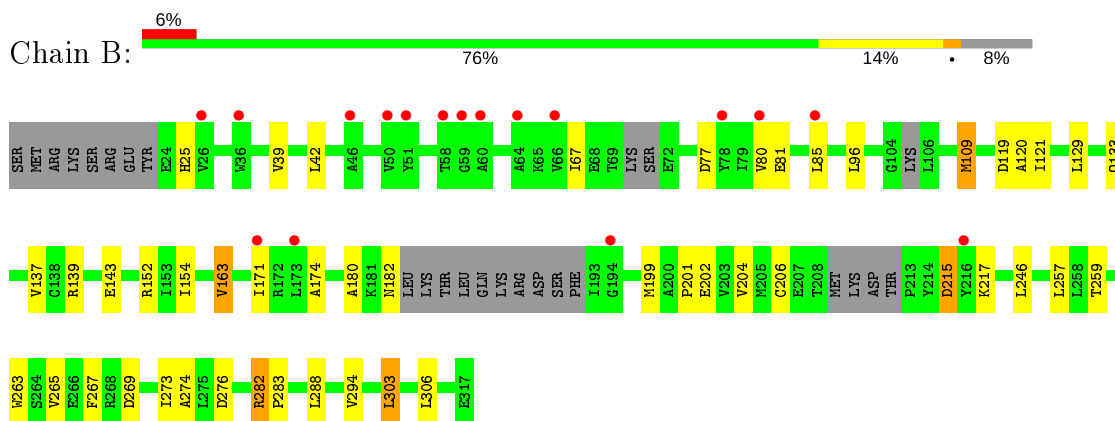 6%
Chain B:
76% 14% • 8%
SER MET ARG LYS SER ARG GLU TYR E24 H25 V26 W36 V39 L42 A46 V50 Y51 T58 G59 A60 A64 K65 V66 I67 E68 T69 LYS SER E72 D77 Y78 I79 V80 E81 L85 L96 G104 LYS L106 M109 D119 A120 I121 L129
V137 C138 R139 E143 R152 I153 I154 V163 I171 R172 L173 A174 A180 K181 N182 LEU LYS THR LEU GLN LYS ARG ASP SER PHE I193 G194 M199 A200 P201 E202 V203 V204 M205 C206 E207 T208 MET LYS ASP THR P213 Y214 D215 Y216 K217 L246 L257 L258 T259
W263 S264 V265 E266 F267 R268 D269 I273 A274 L275 D276 R282 P283 L288 V294 L303 L306 E317